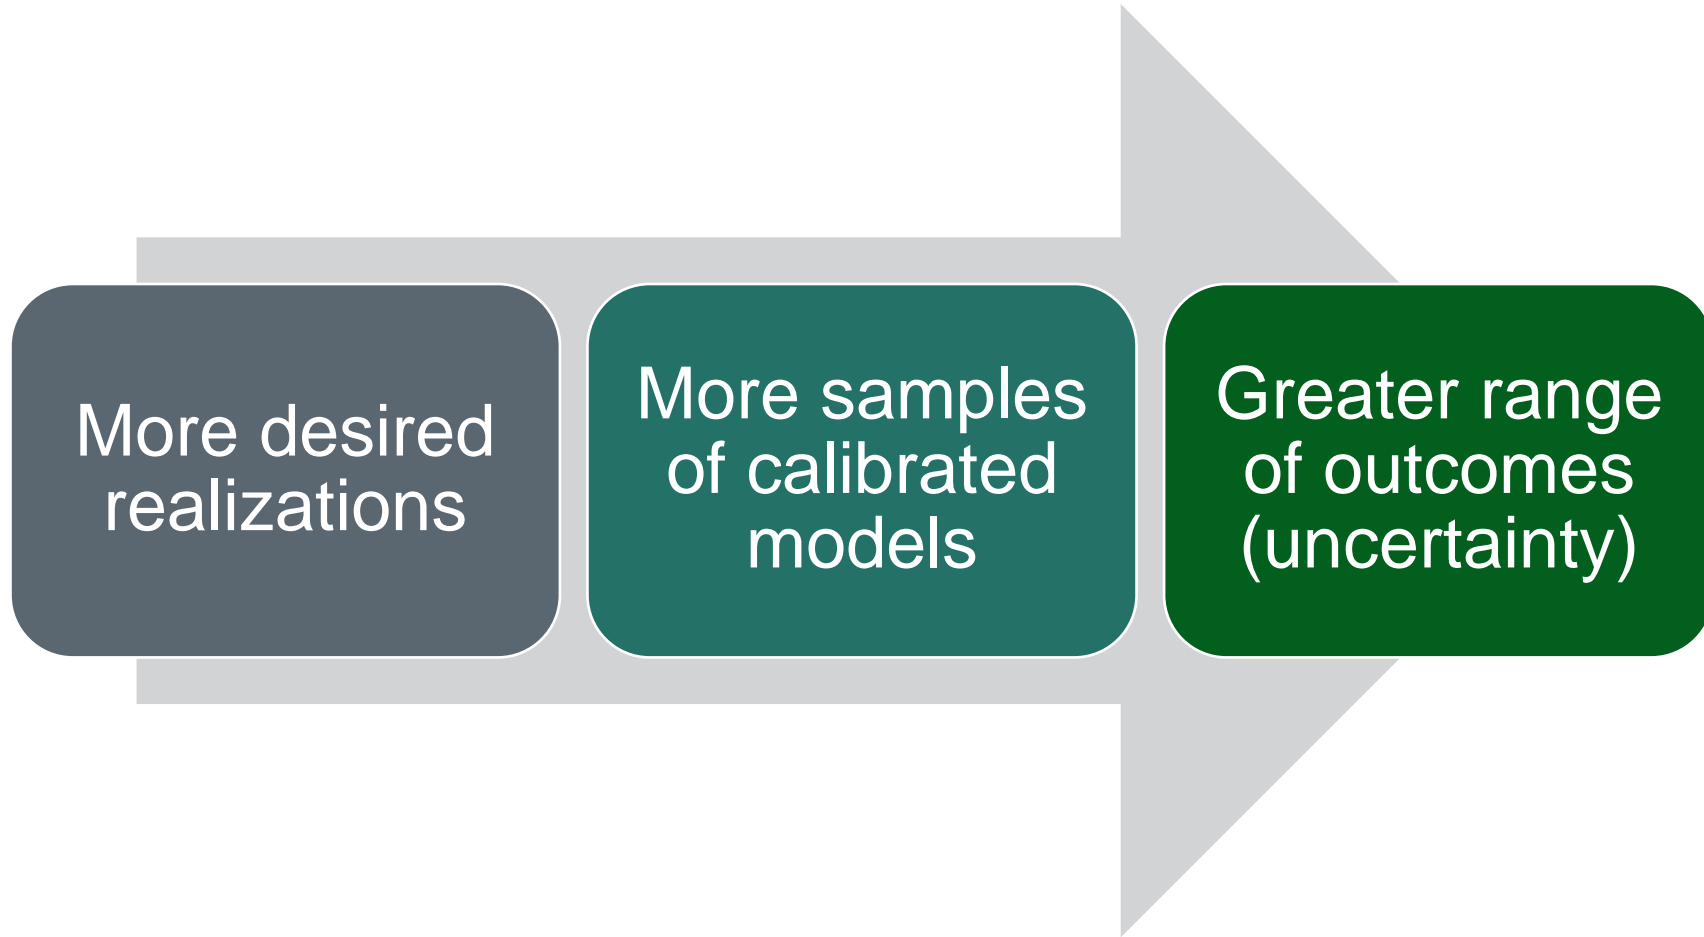 More desired
realizations
More samples
of calibrated
models
Greater range
of outcomes
(uncertainty)